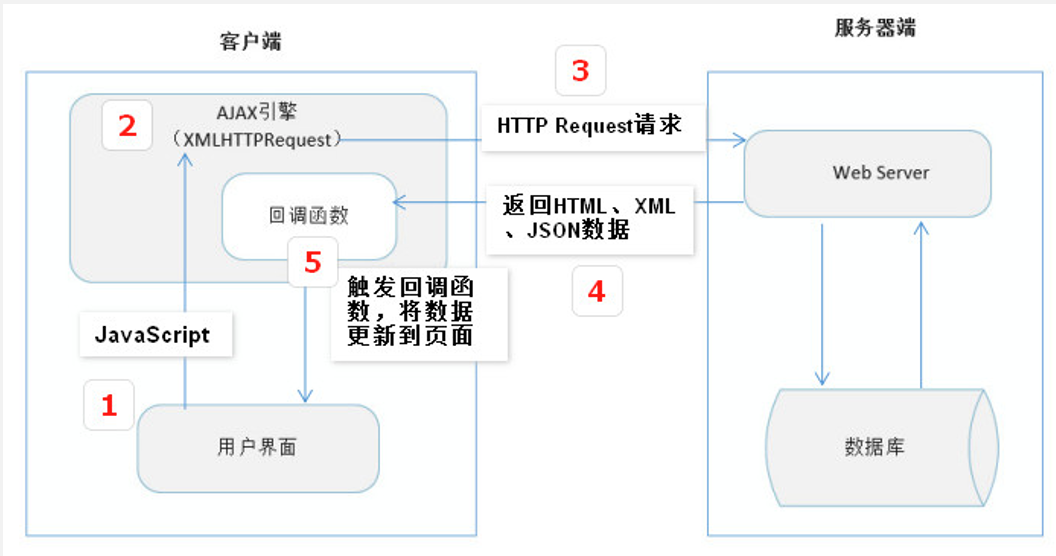 客户端
服务器端
3
2
AJAX引擎
（XMLHTTPRequest）
HTTP Request请求
Web Server
回调函数
返回HTML、XML
、JSON数据
5
4
触发回调函
数，将数据
更新到页面
JavaScript
1
用户界面
数据库